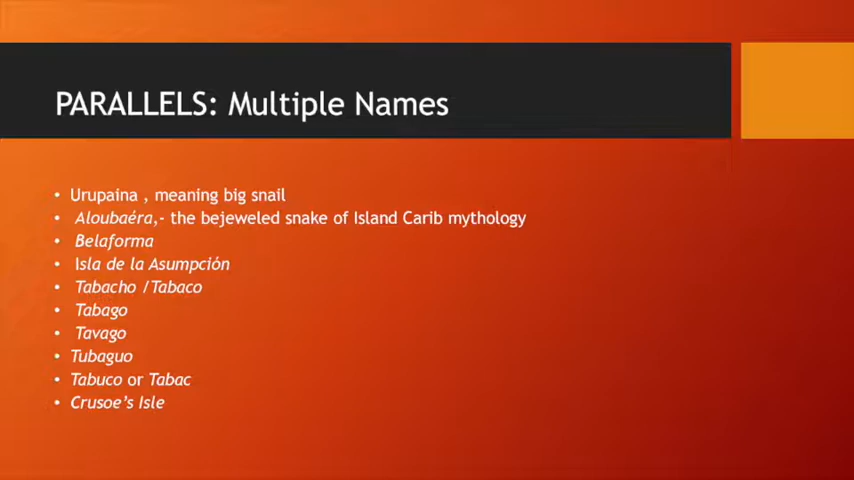 PARALLELS: Multiple Names
• Urupaina , meaning big snail
• Aloubaéra,- the bejeweled snake of Island Carib mythology
• Belaforma
• Isla de la Asumpción
• Tabacho /Tabaco
• Tabago
• Tavago
• Tubaguo
• Tabuco or Tabac
• Crusoe's Isle